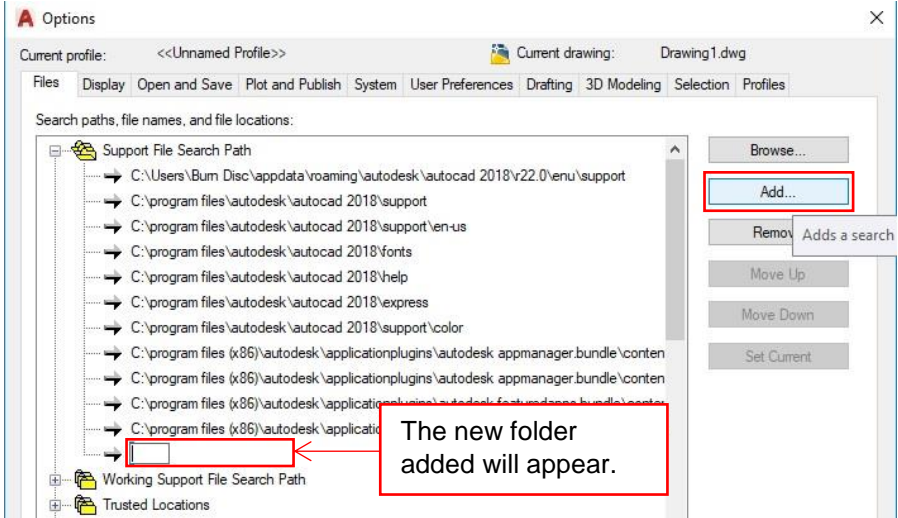 Options
Current profile: <<Unnamed Profile>> Current drawing: Drawing1.dwg
Files Display Open and Save Plot and Publish System User Preferences Drafting 3D Modeling Selection Profiles
Search paths, file names, and file locations:
Support File Search Path
C:\Users\Burn Disc\appdata\roaming\autodesk\autocad 2018\r22.0\enu\support
C:\program files\autodesk\autocad 2018\support
C:\program files\autodesk\autocad 2018\support\en-us
C:\program files\autodesk\autocad 2018\fonts
C:\program files\autodesk\autocad 2018\help
C:\program files\autodesk\autocad 2018\express
C:\program files\autodesk\autocad 2018\support\color
C:\program files (x86)\autodesk\applicationplugins\autodesk appmanager.bundle\conten
C:\program files (x86)\autodesk\applicationplugins\autodesk appmanager.bundle\conten
C:\program files (x86)\autodesk\applicationplugins\autodesk featuredapps.bundle\conten
C:\program files (x86)\autodesk\applicatio
Working Support File Search Path
Trusted Locations
Browse...
Add...
Remov
Adds a search
Move Up
Move Down
Set Current
The new folder
added will appear.